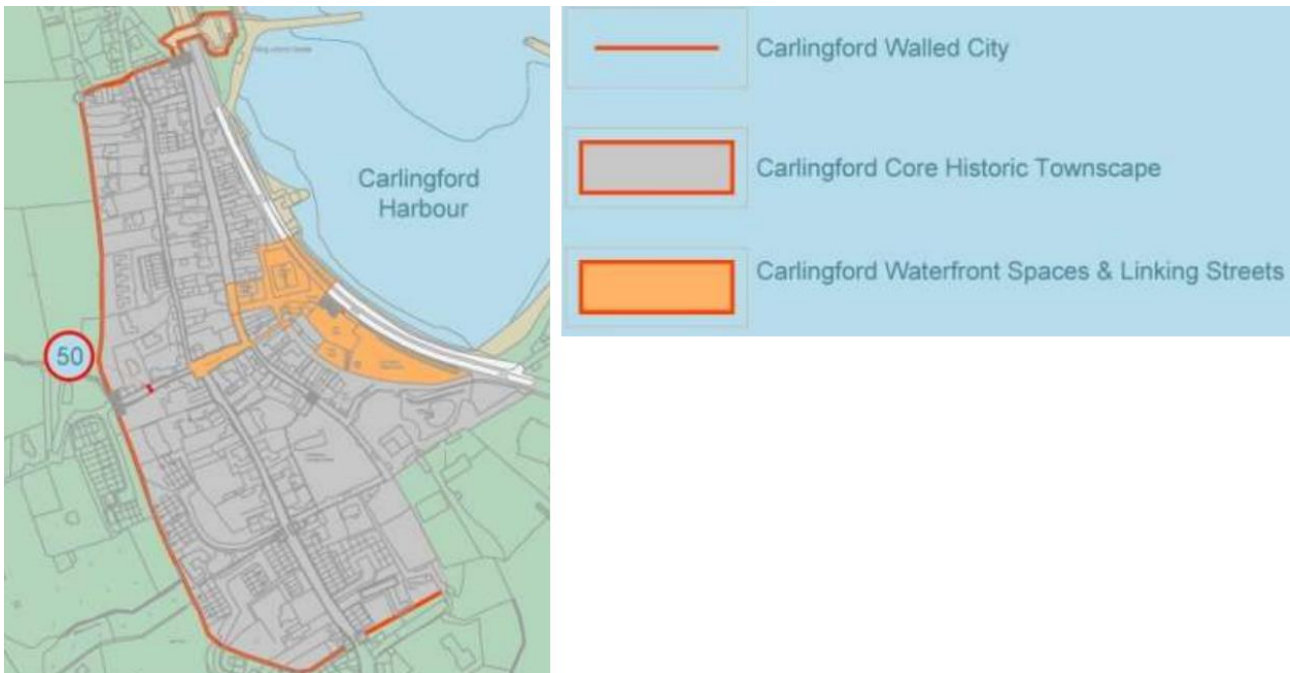 Carlingford
Harbour
50
Carlingford Walled City
Carlingford Core Historic Townscape
Carlingford Waterfront Spaces & Linking Streets